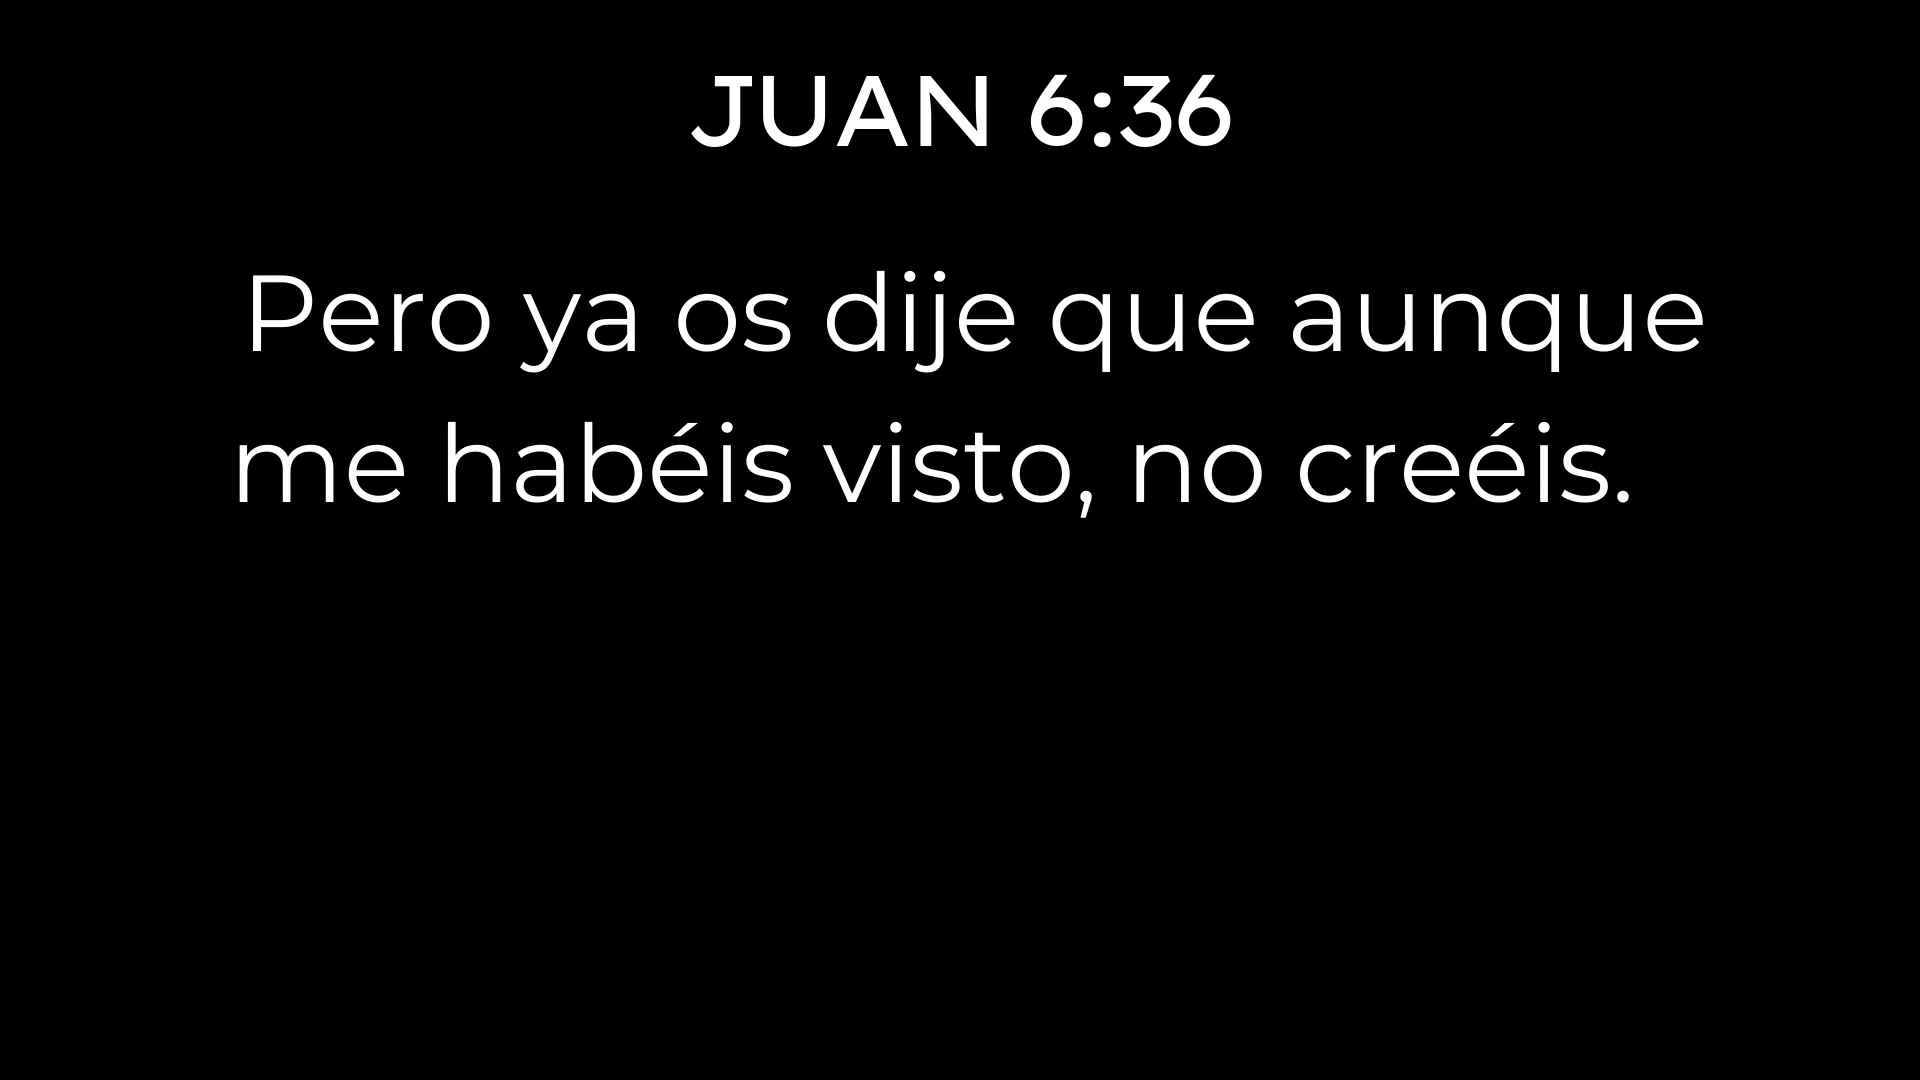 JUAN 6:36
Pero ya os dije que aunque
me habéis visto, no creéis.